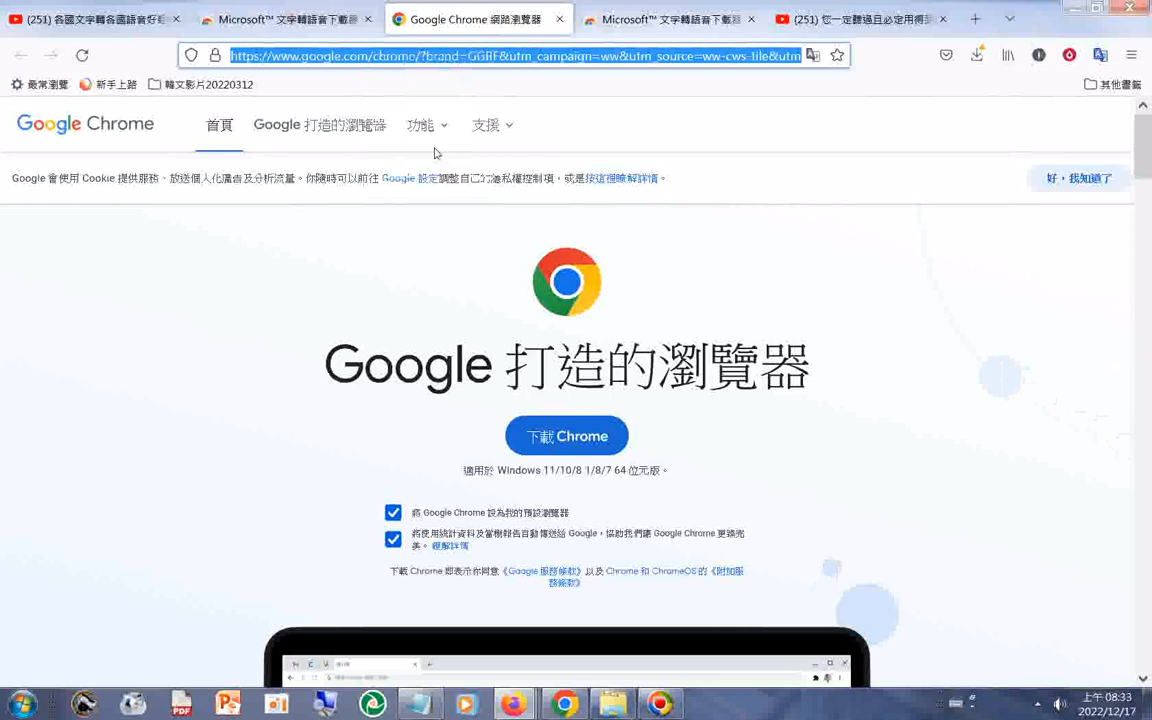 (251) 各國文字轉各國語音好
Microsoft™ 文字轉語音下載器
Google Chrome 網路瀏覽器
Microsoft™ 文字轉語音下載器
(251) 您一定聽過且必定用得
https://www.google.com/chrome/?brand=GGRF&utm_campaign=ww&utm_source=ww-cws-tile&utm
最常瀏覽
新手上路
韓文影片20220312
其他書籤
Google Chrome
首頁
Google 打造的瀏覽器
功能
支援
Google 會使用 Cookie 提供服務、放送個人化廣告及分析流量。你隨時可以前往 Google 設定調整自己的隱私權控制項，或是按這裡瞭解詳情。
好，我知道了
Google 打造的瀏覽器
下載 Chrome
適用於 Windows 11/10/8.1/8/7 64 位元版。
將 Google Chrome 設為我的預設瀏覽器
將使用統計資料及當機報告自動傳送給 Google，協助我們讓 Google Chrome 更臻完
美。 瞭解詳情
下載 Chrome 即表示你同意《Google 服務條款》以及 Chrome 和 ChromeOS 的《附加服
務條款》
PDF
上午 08:33
2022/12/17